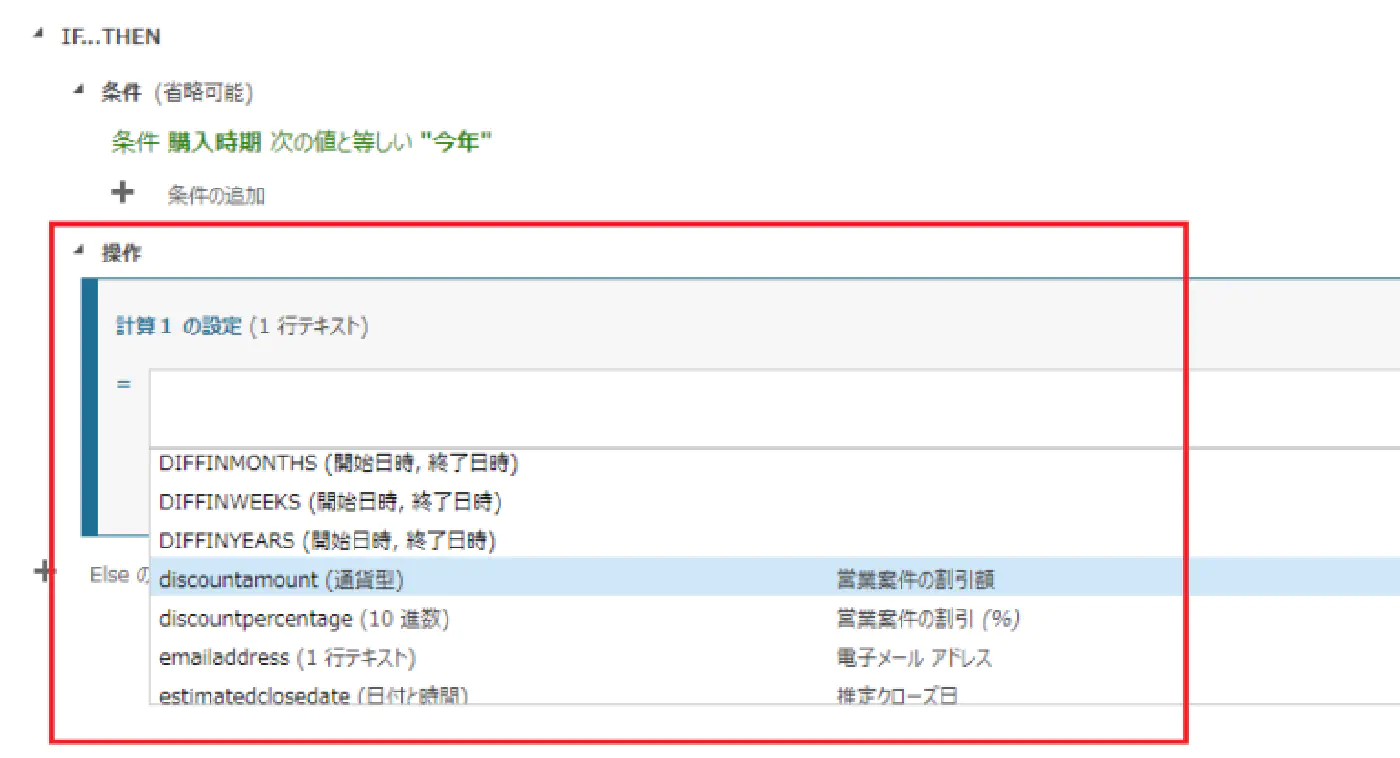 IF...THEN
条件 (省略可能)
条件 購入時期 次の値と等しい "今年"
条件の追加
操作
計算1 の設定 (1 行テキスト)
=
DIFFINMONTHS (開始日時, 終了日時)
DIFFINWEEKS (開始日時, 終了日時)
DIFFINYEARS (開始日時, 終了日時)
Else の
discountamount (通貨型) 営業案件の割引額
discountpercentage (10 進数) 営業案件の割引 (%)
emailaddress (1 行テキスト) 電子メール アドレス
estimatedclosedate (日付と時間) 推定クローズ日